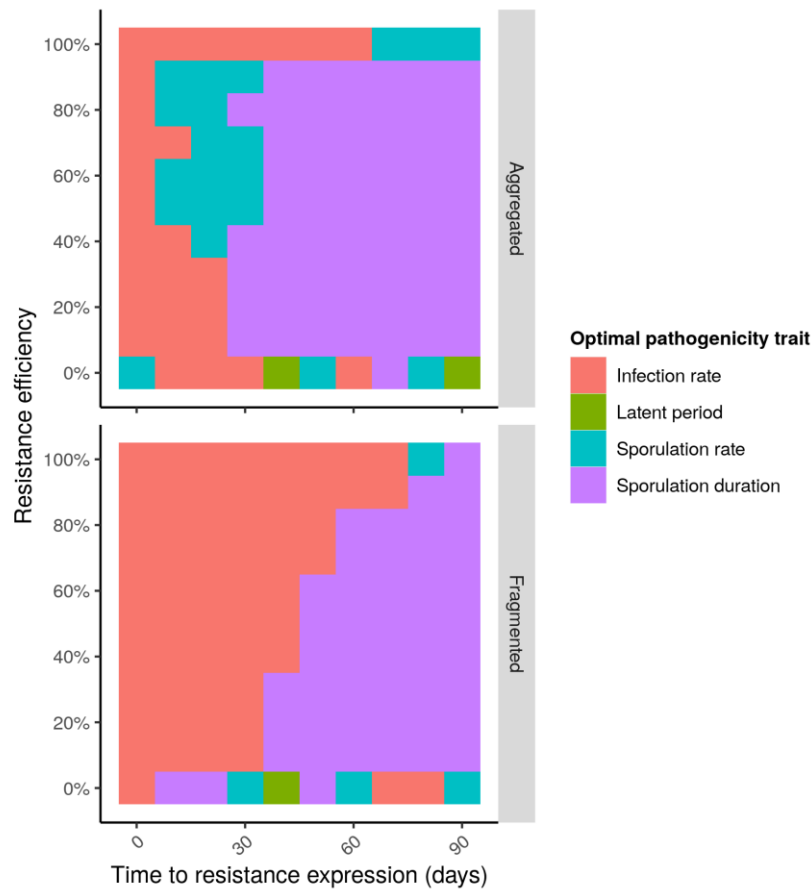 Resistance efficiency
100%
80%
60%
40%
20%
0%
Aggregated
100%
80%
60%
40%
20%
0%
Fragmented
0
30
60
90
Time to resistance expression (days)
Optimal pathogenicity trait
Infection rate
Latent period
Sporulation rate
Sporulation duration